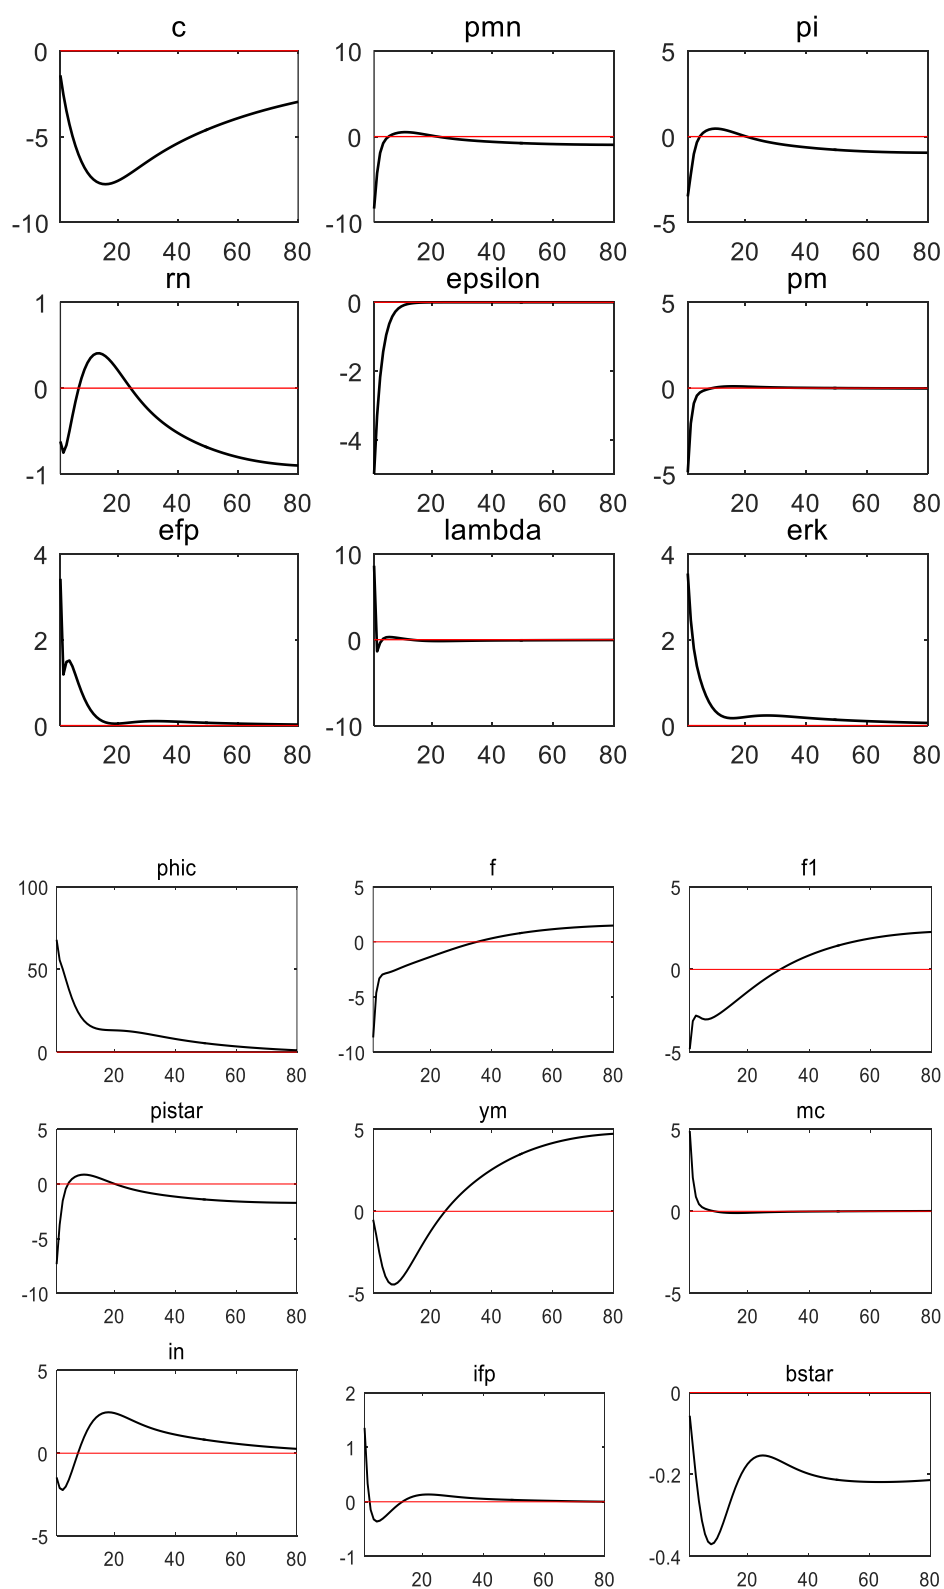 c pmn pi
0 10 5
-5 0 0
-10 -10 -5
20 40 60 80 20 40 60 80 20 40 60 80
rn epsilon pm
1 0 5
0 -2 0
-1 -4 -5
20 40 60 80 20 40 60 80 20 40 60 80
efp lambda erk
4 10 4
2 0 2
0 -10 0
20 40 60 80 20 40 60 80 20 40 60 80
phic f f1
100 5 5
50 0 0
0 -5 -5
-10
20 40 60 80 20 40 60 80 20 40 60 80
pistar ym mc
5 5 5
0 0 0
-5 -5 -5
-10
20 40 60 80 20 40 60 80 20 40 60 80
in ifp bstar
5 2 0
0 1 -0.2
-5 0 -0.4
-1
20 40 60 80 20 40 60 80 20 40 60 80